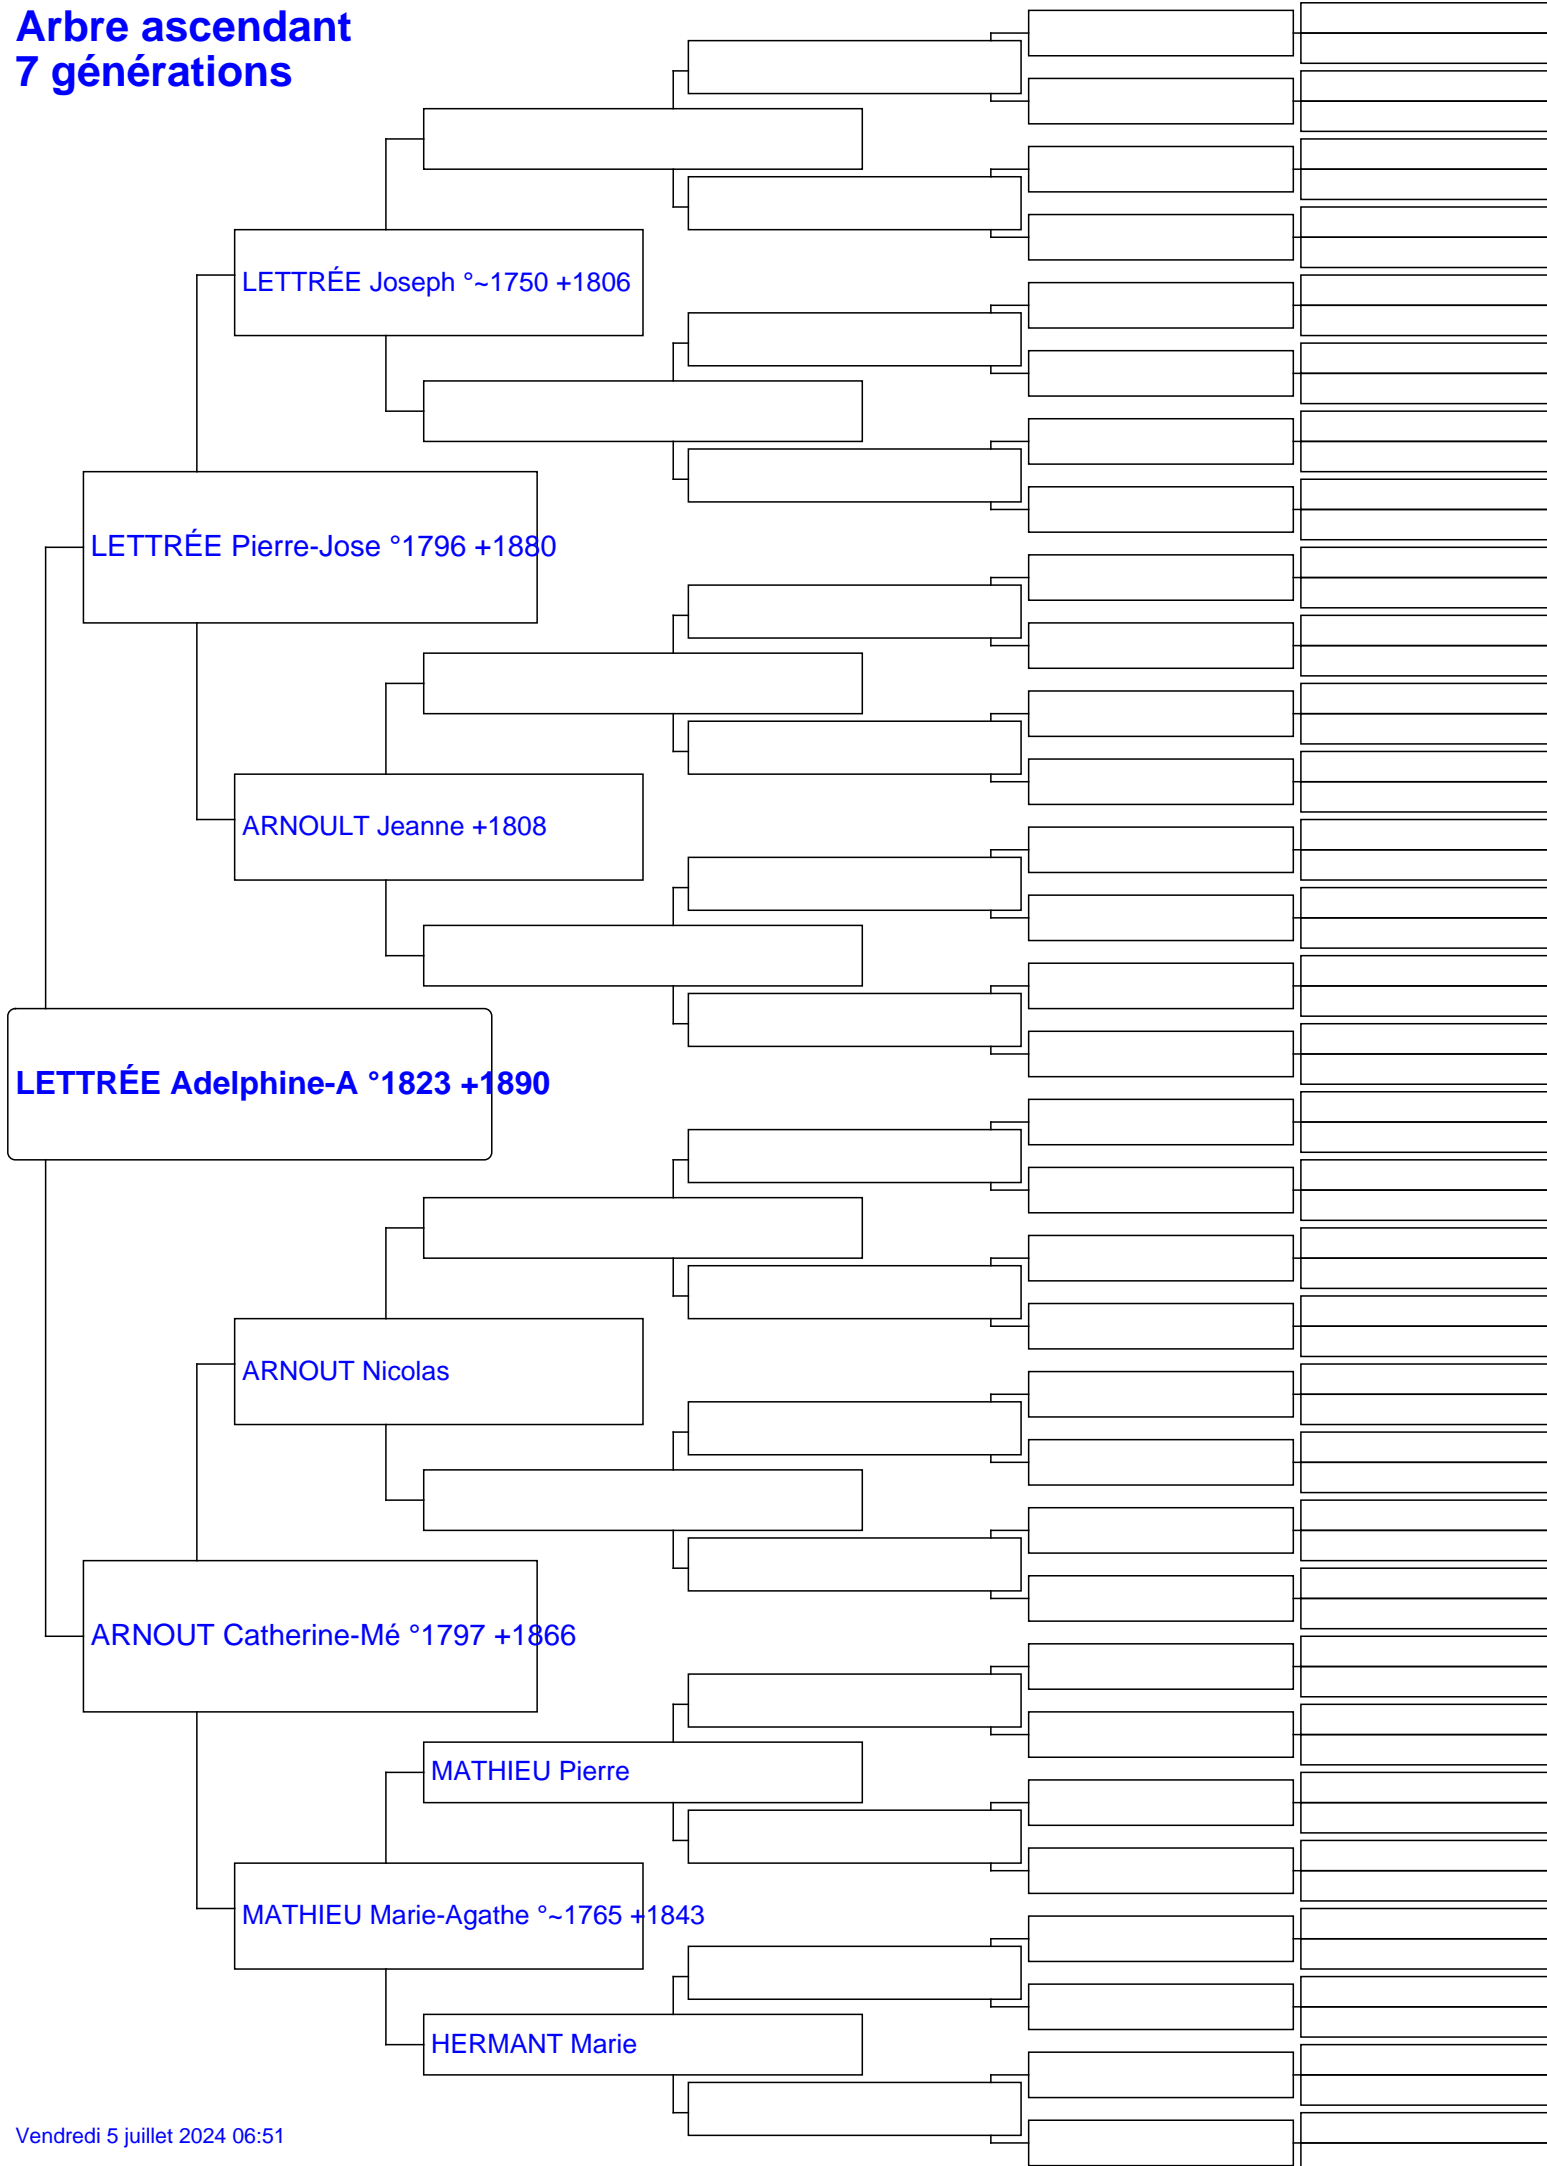 Arbre ascendant
7 générations
LETTRÉE Joseph °~1750 +1806
LETTRÉE Pierre-Jose °1796 +1880
ARNOULT Jeanne +1808
LETTRÉE Adelphine-A °1823 +1890
ARNOUT Nicolas
ARNOUT Catherine-Mé °1797 +1866
MATHIEU Pierre
MATHIEU Marie-Agathe °~1765 +1843
HERMANT Marie
Vendredi 5 juillet 2024 06:51